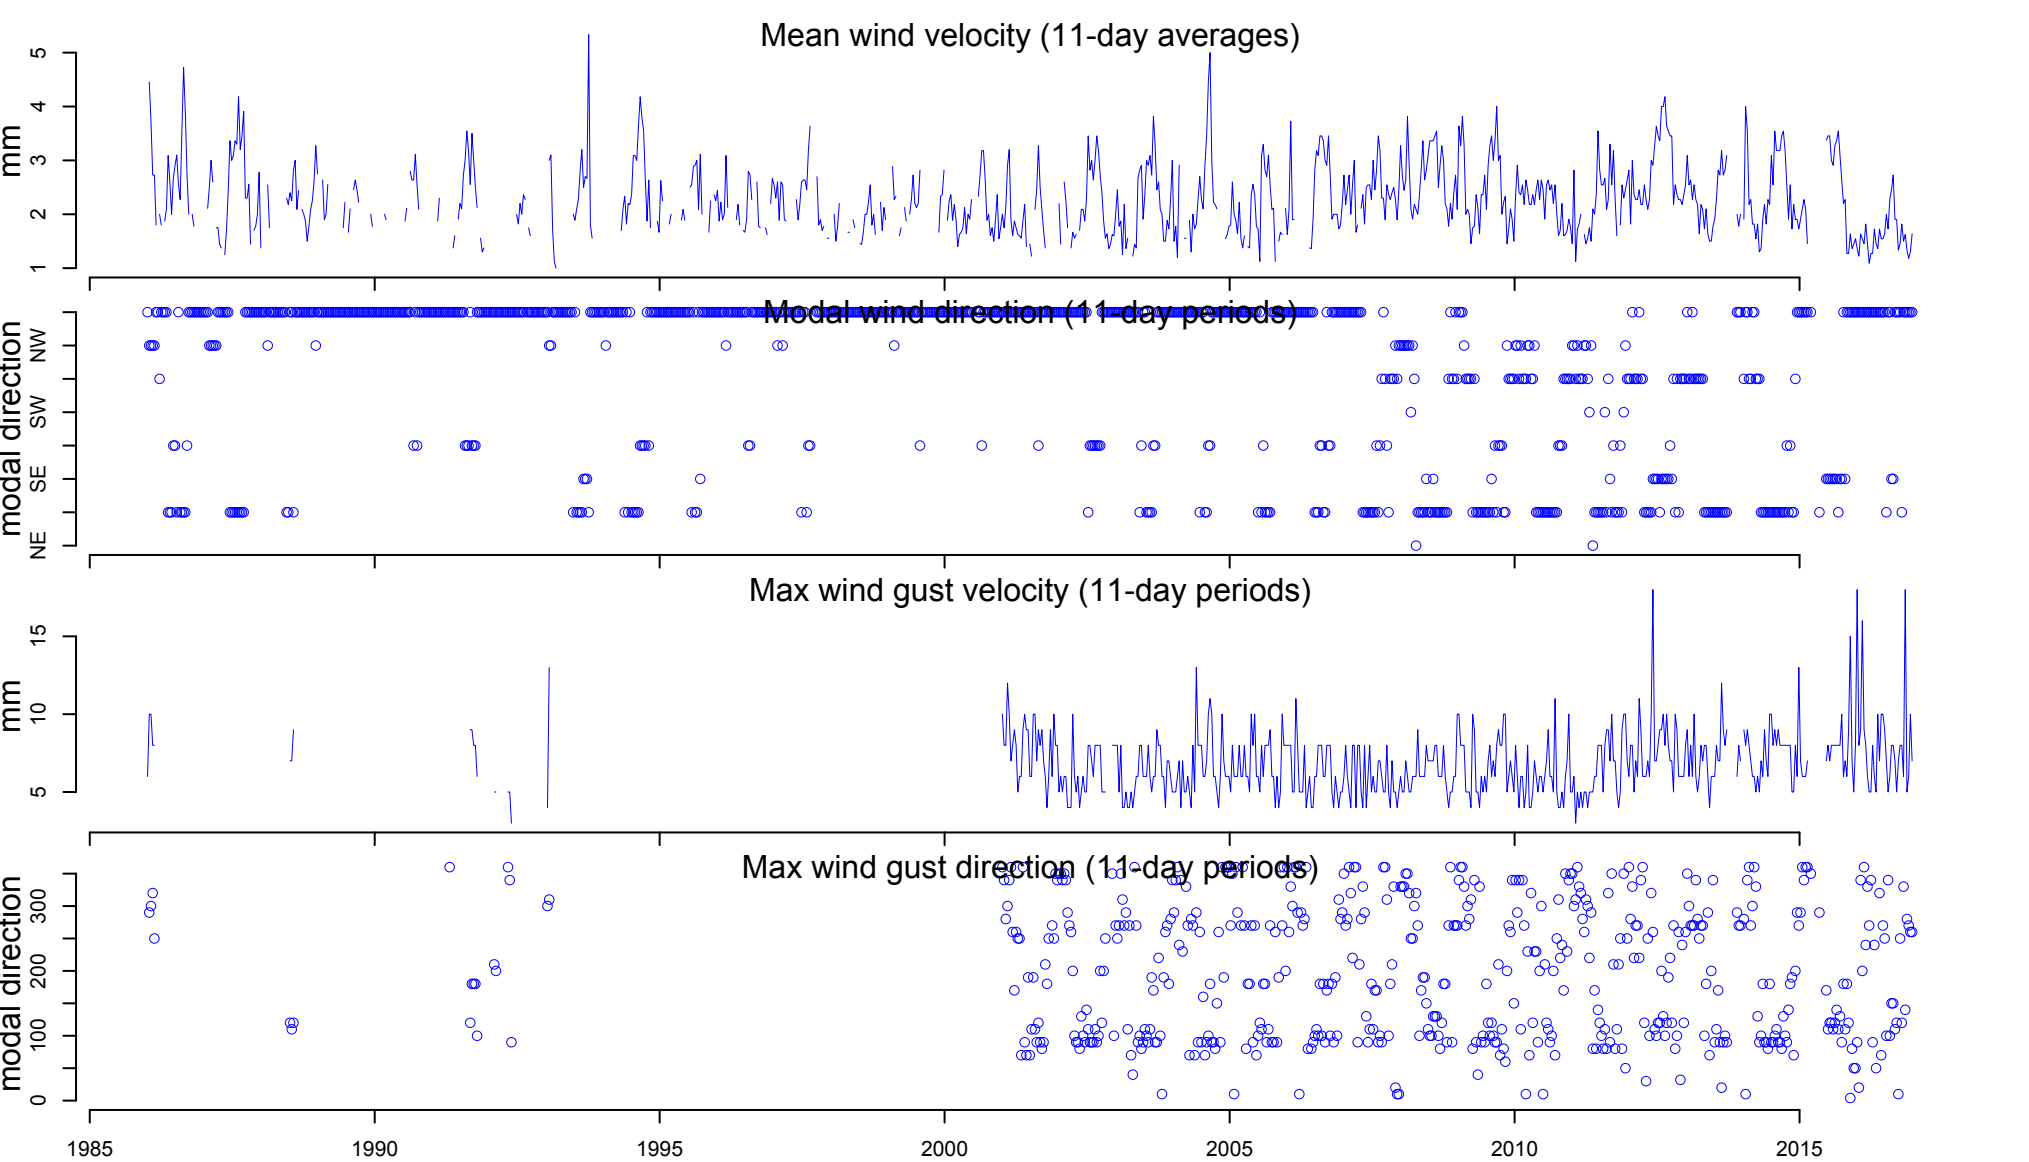 Mean wind velocity (11-day averages)
mm
5
4
3
2
1
Modal wind direction (11-day periods)
modal direction
NW
SW
SE
NE
Max wind gust velocity (11-day periods)
mm
15
10
5
Max wind gust direction (11-day periods)
modal direction
300
200
100
0
1985 1990 1995 2000 2005 2010 2015